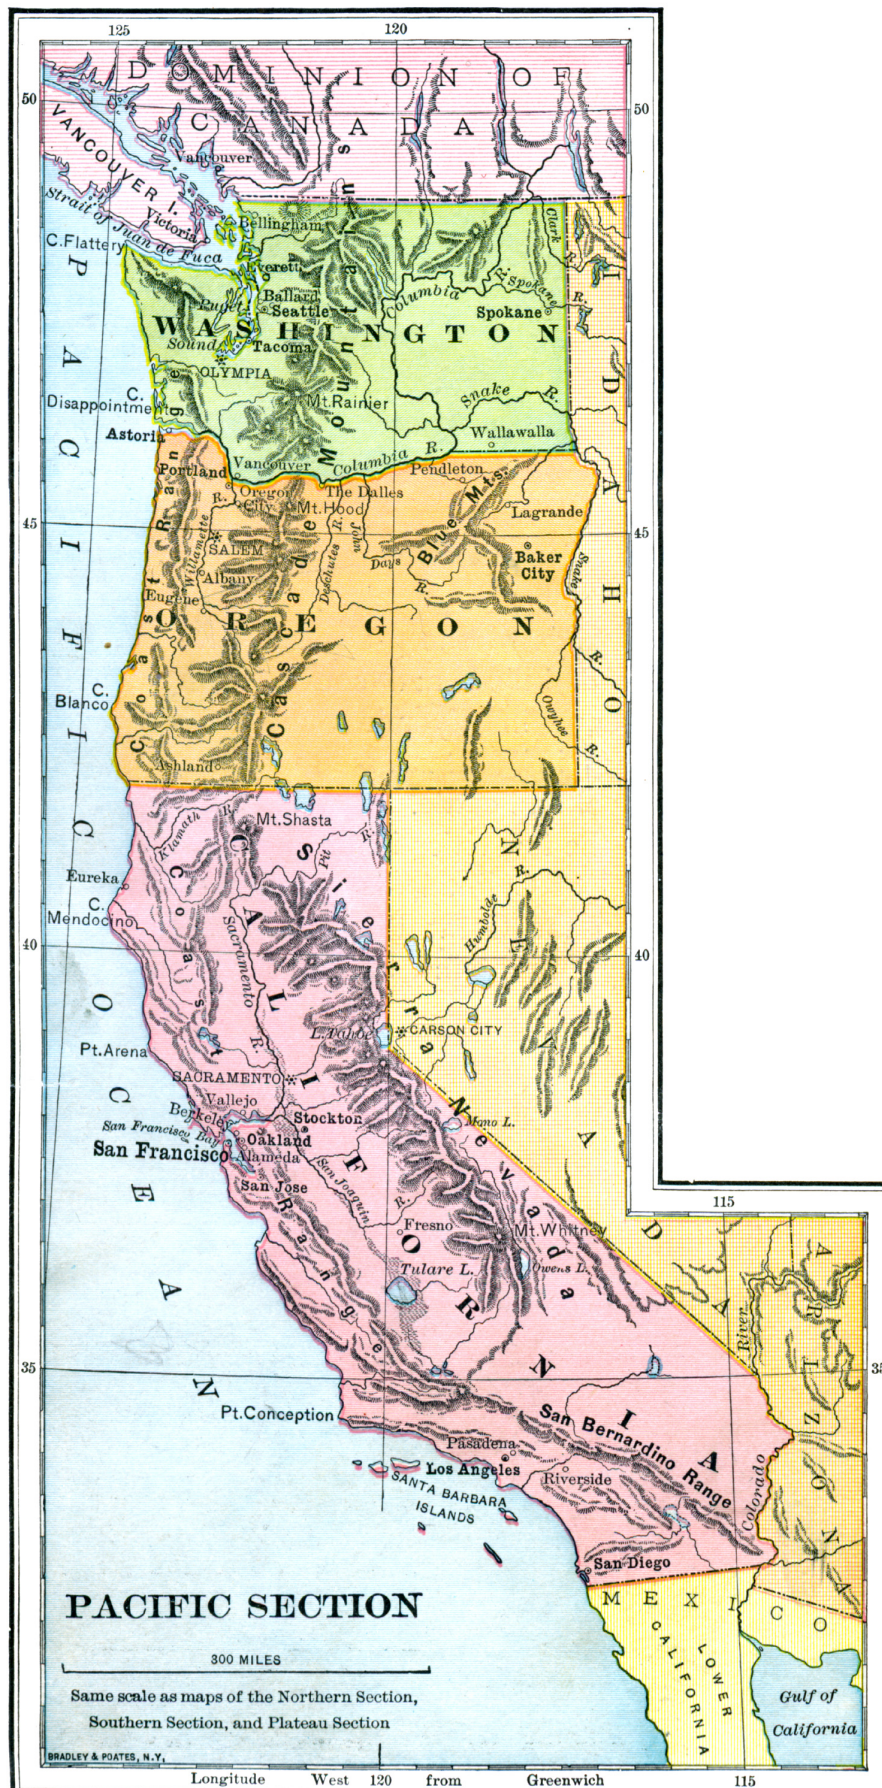 125 120
DOMINION OF
CANADA
50 50
VANCOUVER I.
Vancouver
Victoria
Strait of Juan de Fuca
C. Flattery
Bellingham
Everett
Clark R.
Ballard
Seattle
Puget Sound
Columbia R.
Spokane R.
Spokane
WASHINGTON
Tacoma
OLYMPIA
Mt. Rainier
Snake R.
C. Disappointment
Wallawalla
Astoria
Vancouver
Columbia R.
Portland
Oregon City
The Dalles
Pendleton
Mt. Hood
Blue Mts.
Lagrande
45 45
Willamette R.
SALEM
Albany
Deschutes R.
John Days R.
Baker City
Snake R.
Eugene
OREGON
IDAHO
C. Blanco
Owyhee R.
Ashland
Cascade Mountains
Coast Range
Klamath R.
Mt. Shasta
Pit R.
Eureka
C. Mendocino
Sacramento R.
Humbolde R.
NEVADA
40 40
Pt. Arena
L. Tahoe
CARSON CITY
SACRAMENTO
Vallejo
Berkeley
San Francisco Bay
Stockton
Oakland
San Francisco
Alameda
Mono L.
San Jose
San Joaquin R.
Fresno
Mt. Whitney
Tulare L.
Owens L.
Sierra Nevada
CALIFORNIA
115
River
ARIZONA
35 35
Pt. Conception
San Bernardino Range
Pasadena
Los Angeles
Riverside
SANTA BARBARA
ISLANDS
Colorado
San Diego
PACIFIC OCEAN
MEXICO
LOWER CALIFORNIA
Gulf of
California
PACIFIC SECTION
300 MILES
Same scale as maps of the Northern Section,
Southern Section, and Plateau Section
BRADLEY & POATES, N.Y.,
Longitude West 120 from Greenwich 115